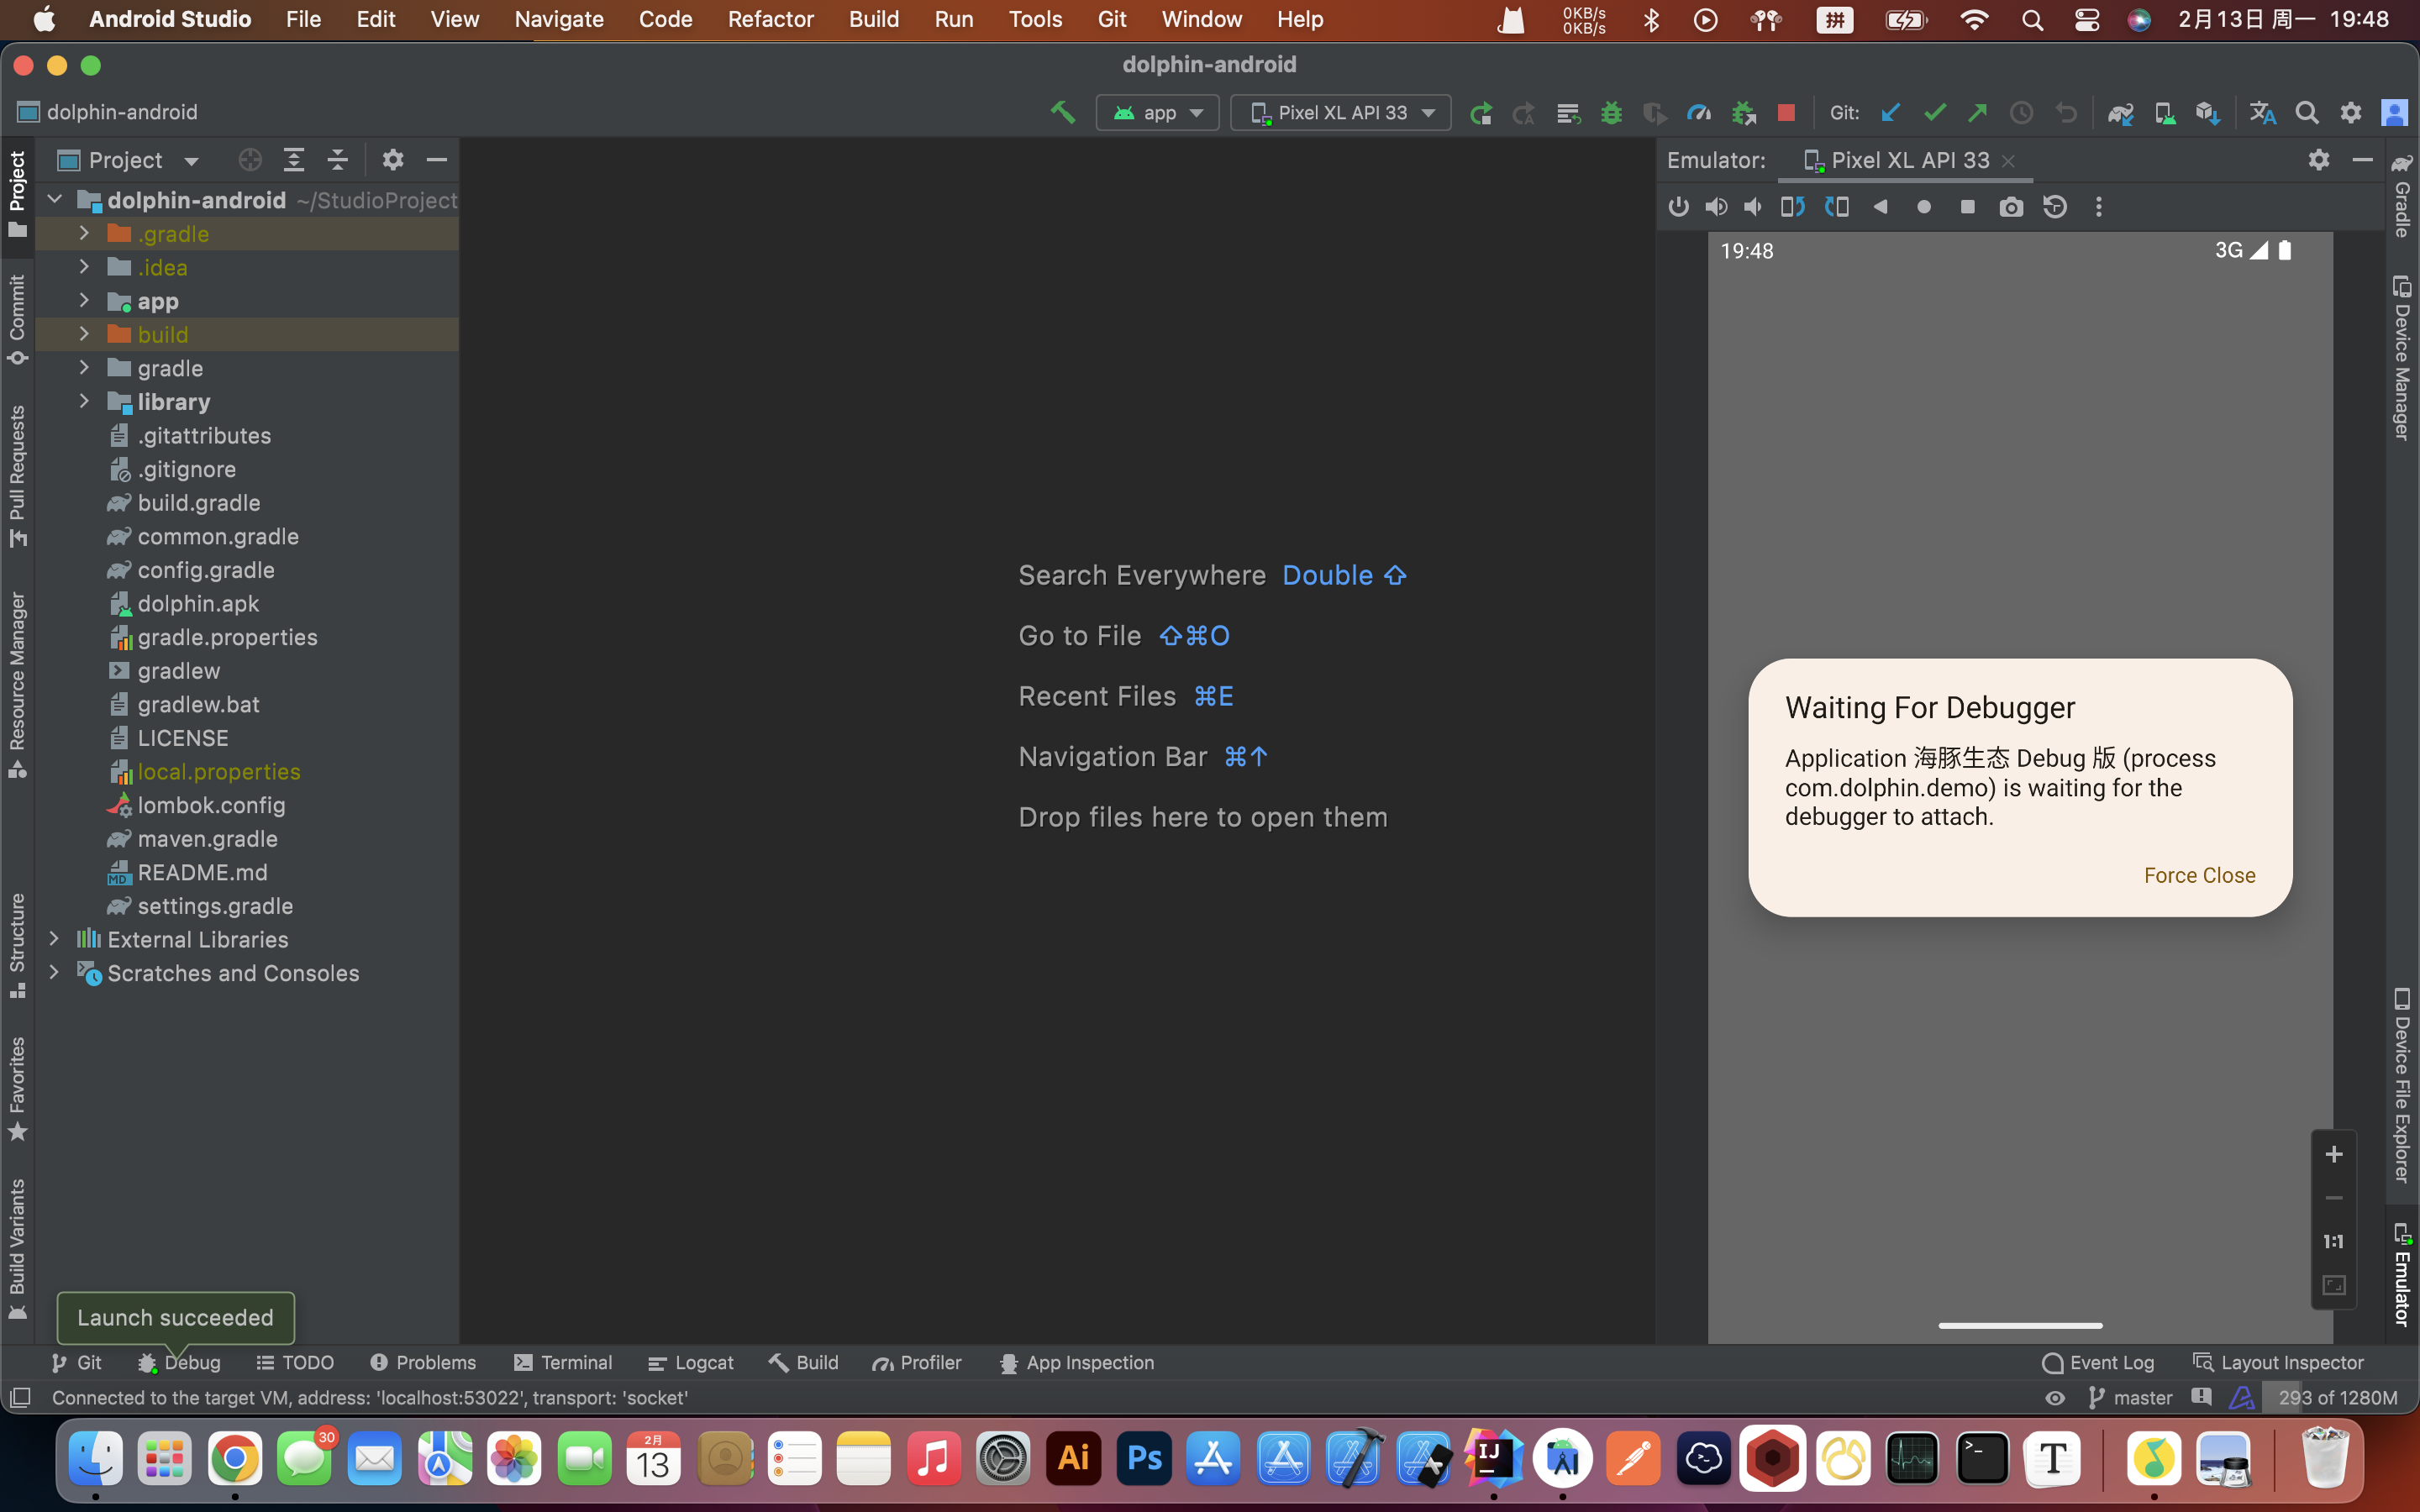 Android Studio File Edit View Navigate Code Refactor Build Run Tools Git Window Help 0KB/s 拼 2月13日 周一 19:48
0KB/s
dolphin-android
dolphin-android app Pixel XL API 33 Git:
Project
Emulator: Pixel XL API 33
dolphin-android ~/StudioProject
.gradle
.idea
app
build
gradle
library
.gitattributes
.gitignore
build.gradle
common.gradle
config.gradle
dolphin.apk
gradle.properties
gradlew
gradlew.bat
LICENSE
local.properties
lombok.config
maven.gradle
README.md
settings.gradle
External Libraries
Scratches and Consoles
Project
Commit
Pull Requests
Resource Manager
Structure
Favorites
Build Variants
Search Everywhere Double ⇧
Go to File ⇧⌘O
Recent Files ⌘E
Navigation Bar ⌘↑
Drop files here to open them
19:48 3G
Waiting For Debugger
Application 海豚生态 Debug 版 (process
com.dolphin.demo) is waiting for the
debugger to attach.
Force Close
1:1
Gradle
Device Manager
Device File Explorer
Emulator
Launch succeeded
Git Debug TODO Problems Terminal Logcat Build Profiler App Inspection Event Log Layout Inspector
Connected to the target VM, address: 'localhost:53022', transport: 'socket' master 293 of 1280M
30
2月
13
Ai
Ps
IJ
T